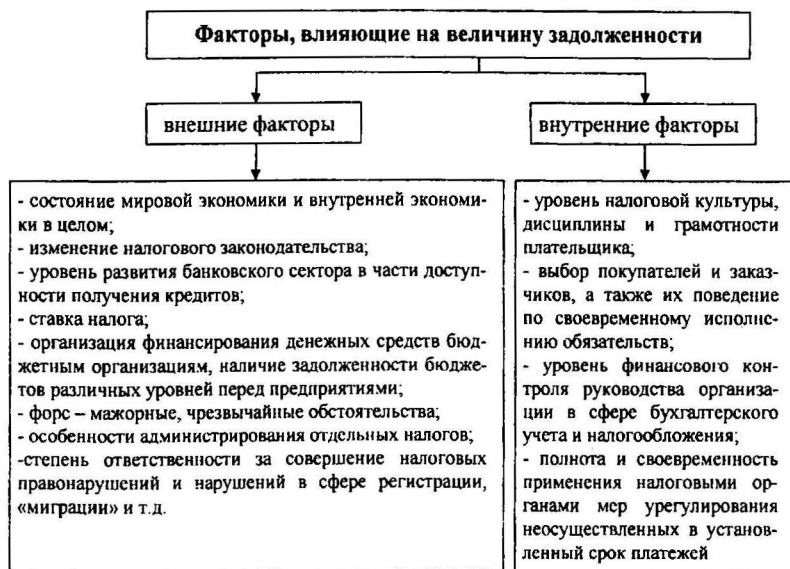 Факторы, влияющие на величину задолженности
внешние факторы
внутренние факторы
- состояние мировой экономики и внутренней экономи-
ки в целом;
- изменение налогового законодательства;
- уровень развития банковского сектора в части доступ-
ности получения кредитов;
- ставка налога;
- организация финансирования денежных средств бюд-
жетным организациям, наличие задолженности бюдже-
тов различных уровней перед предприятиями;
- форс – мажорные, чрезвычайные обстоятельства;
- особенности администрирования отдельных налогов;
-степень ответственности за совершение налоговых
правонарушений и нарушений в сфере регистрации,
«миграции» и т.д.
- уровень налоговой культуры,
дисциплины и грамотности
плательщика;
- выбор покупателей и заказ-
чиков, а также их поведение
по своевременному исполне-
нию обязательств;
- уровень финансового кон-
троля руководства организа-
ции в сфере бухгалтерского
учета и налогообложения;
- полнота и своевременность
применения налоговыми ор-
ганами мер урегулирования
неосуществленных в установ-
ленный срок платежей